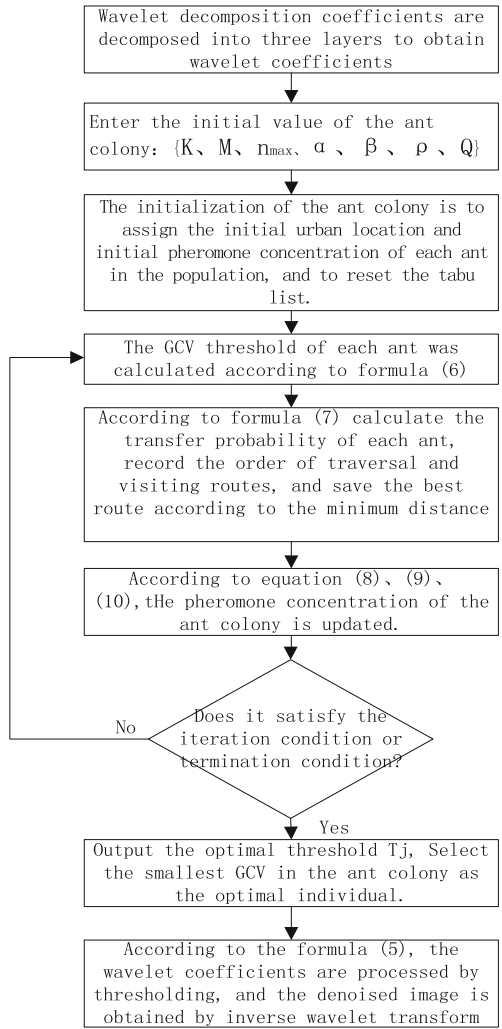 Wavelet decomposition coefficients are
decomposed into three layers to obtain
wavelet coefficients
Enter the initial value of the ant
colony: {K、M、nmax、α、β、ρ、Q}
The initialization of the ant colony is to
assign the initial urban location and
initial pheromone concentration of each ant
in the population, and to reset the tabu
list.
The GCV threshold of each ant was
calculated according to formula (6)
According to formula (7) calculate the
transfer probability of each ant,
record the order of traversal and
visiting routes, and save the best
route according to the minimum distance
According to equation (8)、(9)、
(10),tHe pheromone concentration of the
ant colony is updated.
Does it satisfy the
iteration condition or
termination condition?
No
Yes
Output the optimal threshold Tj, Select
the smallest GCV in the ant colony as
the optimal individual.
According to the formula (5), the
wavelet coefficients are processed by
thresholding, and the denoised image is
obtained by inverse wavelet transform